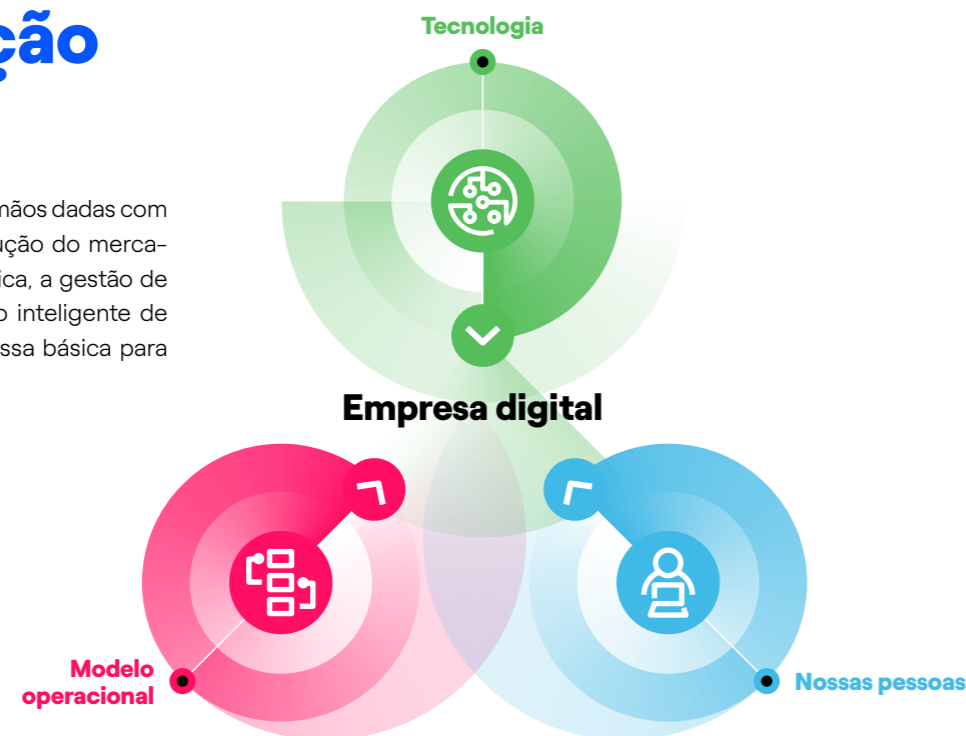 ção
mãos dadas com
ução do merca-
ica, a gestão de
o inteligente de
ssa básica para
Tecnologia
Empresa digital
Modelo
operacional
Nossas pessoas